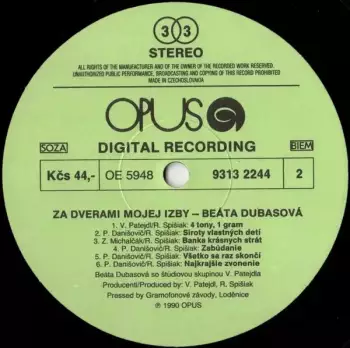 33
STEREO
ALL RIGHTS OF THE MANUFACTURER AND OF THE OWNER OF THE RECORDED WORK RESERVED.
UNAUTHORIZED PUBLIC PERFORMANCE, BRODCASTING AND COPYING OF THIS RECORD PROHIBITED
MADE IN CZECHOSLOVAKIA
OPUS
SOZA
DIGITAL RECORDING
BIEM
Kčs 44,-
OE 5948
9313 2244
2
ZA DVERAMI MOJEJ IZBY – BEÁTA DUBASOVÁ
1. V. Patejdl/R. Spišiak: 4 tony, 1 gram
2. P. Danišovič/R. Spišiak: Siroty vlastných detí
3. Z. Michalčák/R. Spišiak: Banka krásnych strát
4. P. Danišovič/R. Spišiak: Zabúdanie
5. P. Danišovič/R. Spišiak: Všetko sa raz skončí
6. P. Danišovič/R. Spišiak: Najkrajšie zvonenie
Beáta Dubasová so štúdiovou skupinou V. Patejdla
Producenti/Produced by: V. Patejdl, R. Spišiak
Pressed by Gramofonové závody, Loděnice
℗ 1990 OPUS